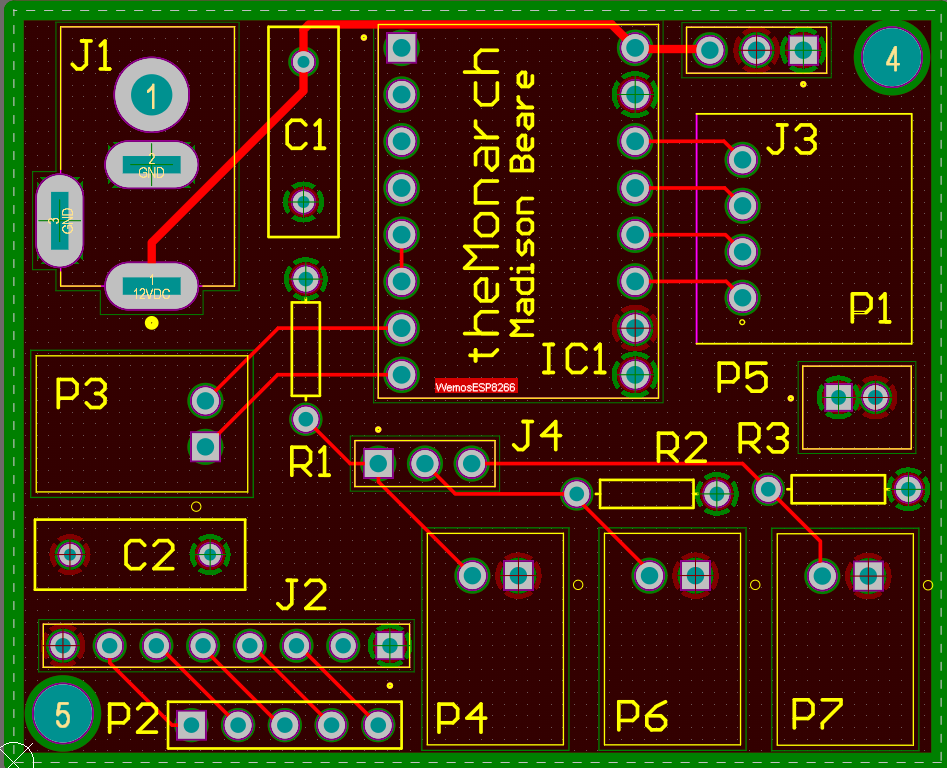 J1
1
2
GND
3
GND
1
12VDC
C1
theMonarch
Madison Beare
IC1
WemosESP8266
4
J3
P1
P5
P3
R1
J4
R2
R3
C2
J2
5
P2
P4
P6
P7